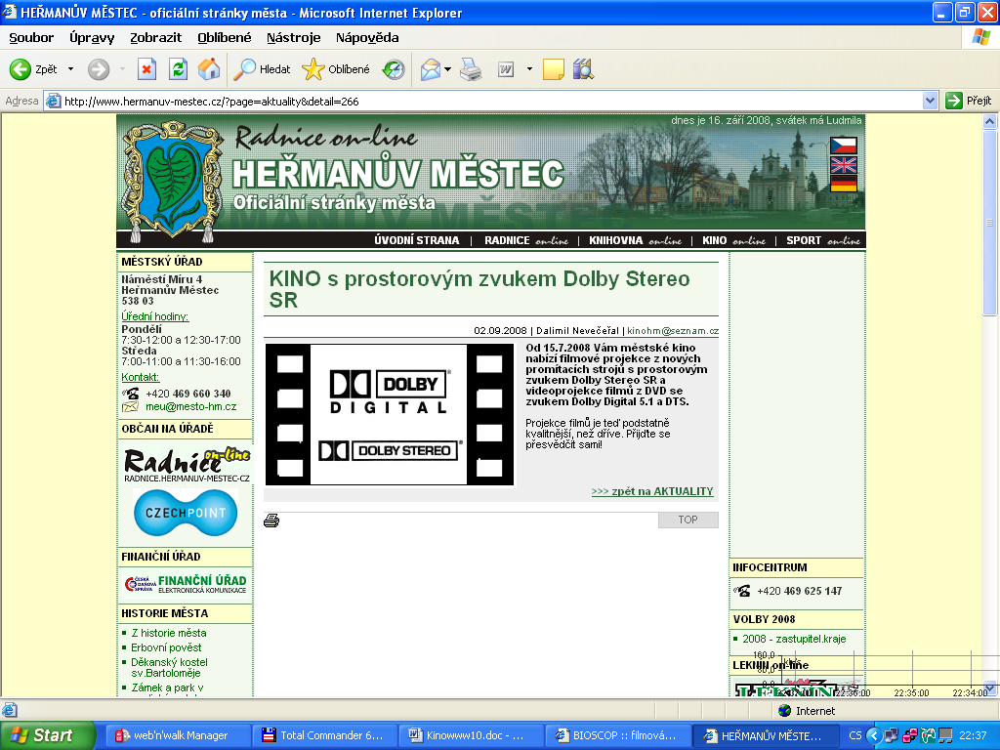 HEŘMANŮV MĚSTEC - oficiální stránky města - Microsoft Internet Explorer
Soubor Úpravy Zobrazit Oblíbené Nástroje Nápověda
Zpět Hledat Oblíbené
Adresa http://www.hermanuv-mestec.cz/?page=aktuality&detail=266 Přejít
dnes je 16. září 2008, svátek má Ludmila
Radnice on-line
HEŘMANŮV MĚSTEC
Oficiální stránky města
ÚVODNÍ STRANA | RADNICE on-line | KNIHOVNA on-line | KINO on-line | SPORT on-line
MĚSTSKÝ ÚŘAD
Náměstí Míru 4
Heřmanův Městec
538 03
Úřední hodiny:
Pondělí
7:30-12:00 a 12:30-17:00
Středa
7:00-11:00 a 11:30-16:00
Kontakt:
+420 469 660 340
meu@mesto-hm.cz
OBČAN NA ÚŘADĚ
Radnice on-line
RADNICE.HERMANUV-MESTEC-CZ
CZECHPOINT
FINANČNÍ ÚŘAD
ČESKÁ DAŇOVÁ SPRÁVA FINANČNÍ ÚŘAD
ELEKTRONICKÁ KOMUNIKACE
HISTORIE MĚSTA
Z historie města
Erbovní pověst
Děkanský kostel
sv.Bartoloměje
Zámek a park v
KINO s prostorovým zvukem Dolby Stereo
SR
02.09.2008 | Dalimil Nevečeřal | kinohm@seznam.cz
DOLBY
DIGITAL
DOLBY STEREO
Od 15.7.2008 Vám městské kino
nabízí filmové projekce z nových
promítacích strojů s prostorovým
zvukem Dolby Stereo SR a
videoprojekce filmů z DVD se
zvukem Dolby Digital 5.1 a DTS.
Projekce filmů je teď podstatně
kvalitnější, než dříve. Přijďte se
přesvědčit sami!
>>> zpět na AKTUALITY
TOP
INFOCENTRUM
+420 469 625 147
VOLBY 2008
2008 - zastupitel.kraje
160,0 kb/s
LEKNIN on-line
80,0
22:36:00 22:35:00 22:34:00
Internet
Start web'n'walk Manager Total Commander 6.... Kinowww10.doc - ... BIOSCOP :: filmová... HEŘMANŮV MĚSTE... CS 22:37